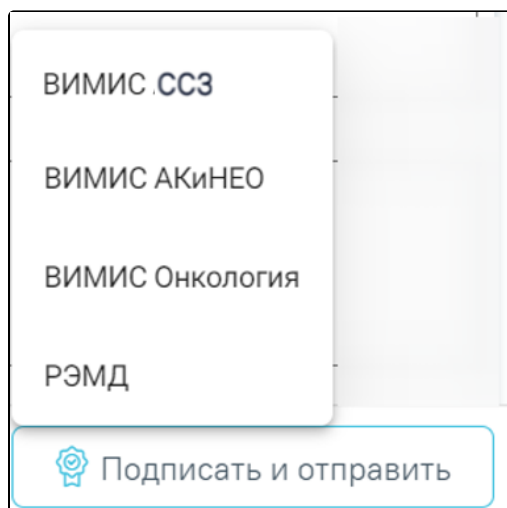 ВИМИС ССЗ
ВИМИС АКиНЕО
ВИМИС Онкология
РЭМД
Подписать и отправить